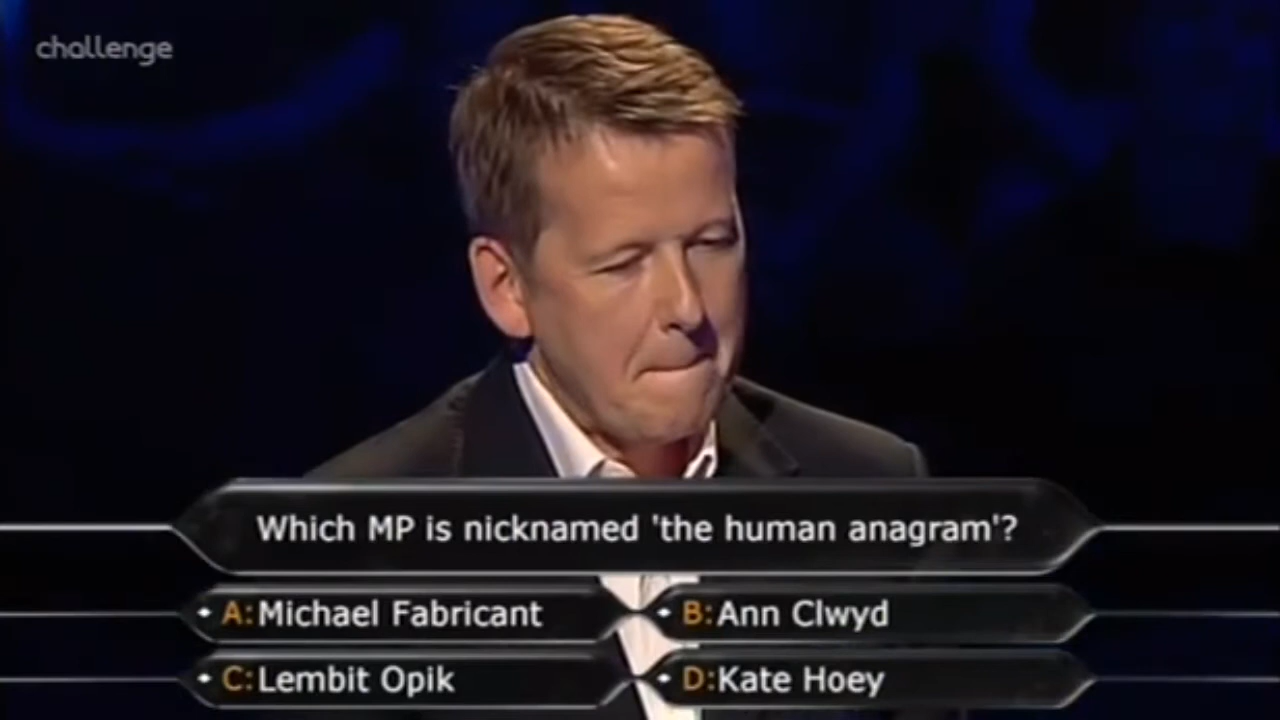 challenge
Which MP is nicknamed 'the human anagram'?
A:Michael Fabricant
B:Ann Clwyd
C:Lembit Opik
D:Kate Hoey